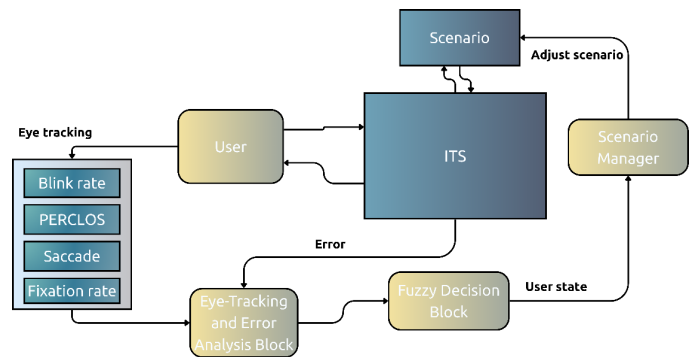 Scenario
Adjust scenario
Eye tracking
User
ITS
Scenario
Manager
Blink rate
PERCLOS
Saccade
Fixation rate
Error
Eye-Tracking
and Error
Analysis Block
Fuzzy Decision
Block
User state